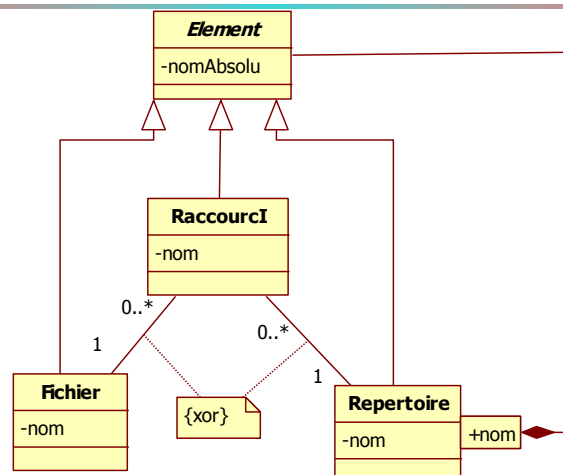 Element
-nomAbsolu
RaccourcI
-nom
0..*
0..*
1
1
Fichier
-nom
{xor}
Repertoire
-nom
+nom